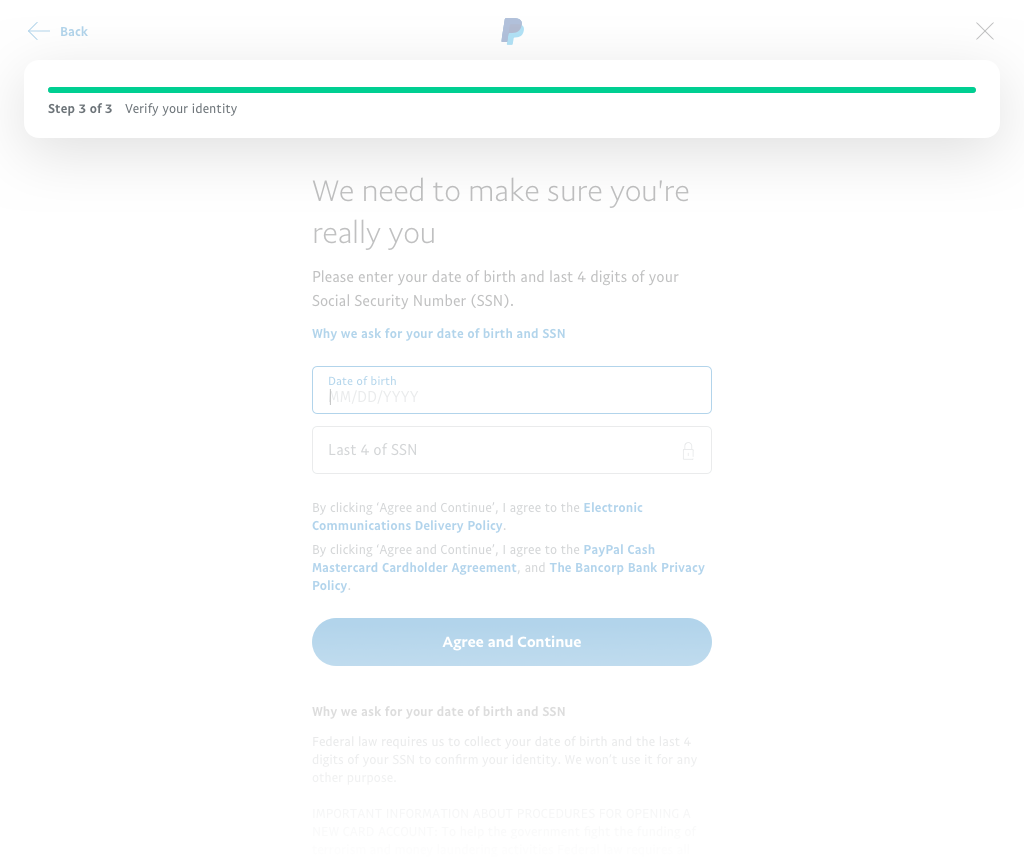 Back
Step 3 of 3 Verify your identity
We need to make sure you're
really you
Please enter your date of birth and last 4 digits of your
Social Security Number (SSN).
Why we ask for your date of birth and SSN
Date of birth
MM/DD/YYYY
Last 4 of SSN
By clicking ‘Agree and Continue’, I agree to the Electronic
Communications Delivery Policy.
By clicking ‘Agree and Continue’, I agree to the PayPal Cash
Mastercard Cardholder Agreement, and The Bancorp Bank Privacy
Policy.
Agree and Continue
Why we ask for your date of birth and SSN
Federal law requires us to collect your date of birth and the last 4
digits of your SSN to confirm your identity. We won't use it for any
other purpose.
IMPORTANT INFORMATION ABOUT PROCEDURES FOR OPENING A
NEW CARD ACCOUNT: To help the government fight the funding of